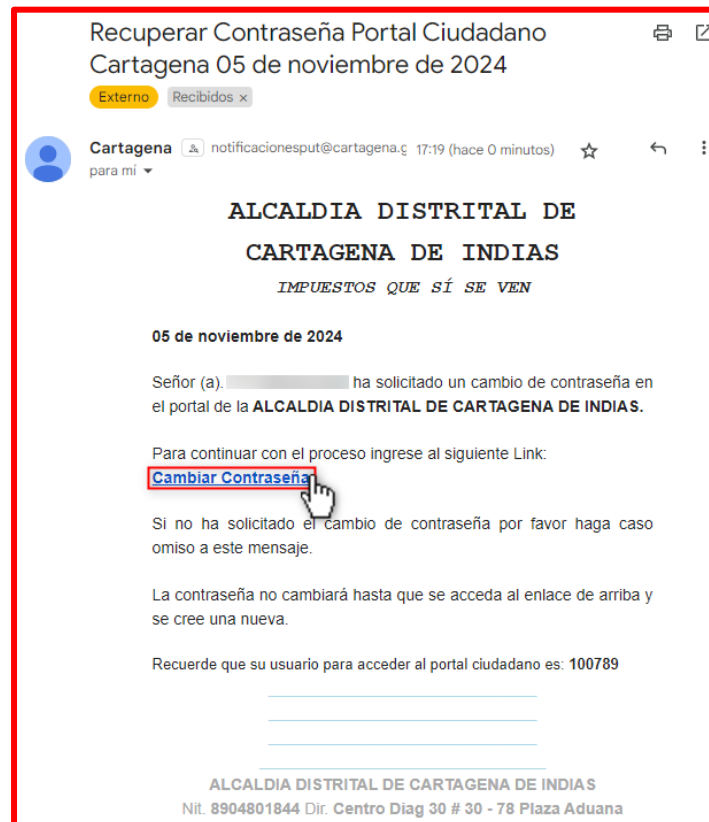 Recuperar Contraseña Portal Ciudadano
Cartagena 05 de noviembre de 2024
Externo Recibidos ×
Cartagena notificacionesput@cartagena.g 17:19 (hace 0 minutos)
para mí
ALCALDIA DISTRITAL DE
CARTAGENA DE INDIAS
IMPUESTOS QUE SÍ SE VEN
05 de noviembre de 2024
Señor (a). ha solicitado un cambio de contraseña en
el portal de la ALCALDIA DISTRITAL DE CARTAGENA DE INDIAS.
Para continuar con el proceso ingrese al siguiente Link:
Cambiar Contraseña
Si no ha solicitado el cambio de contraseña por favor haga caso
omiso a este mensaje.
La contraseña no cambiará hasta que se acceda al enlace de arriba y
se cree una nueva.
Recuerde que su usuario para acceder al portal ciudadano es: 100789
ALCALDIA DISTRITAL DE CARTAGENA DE INDIAS
Nit. 8904801844 Dir. Centro Diag 30 # 30 - 78 Plaza Aduana